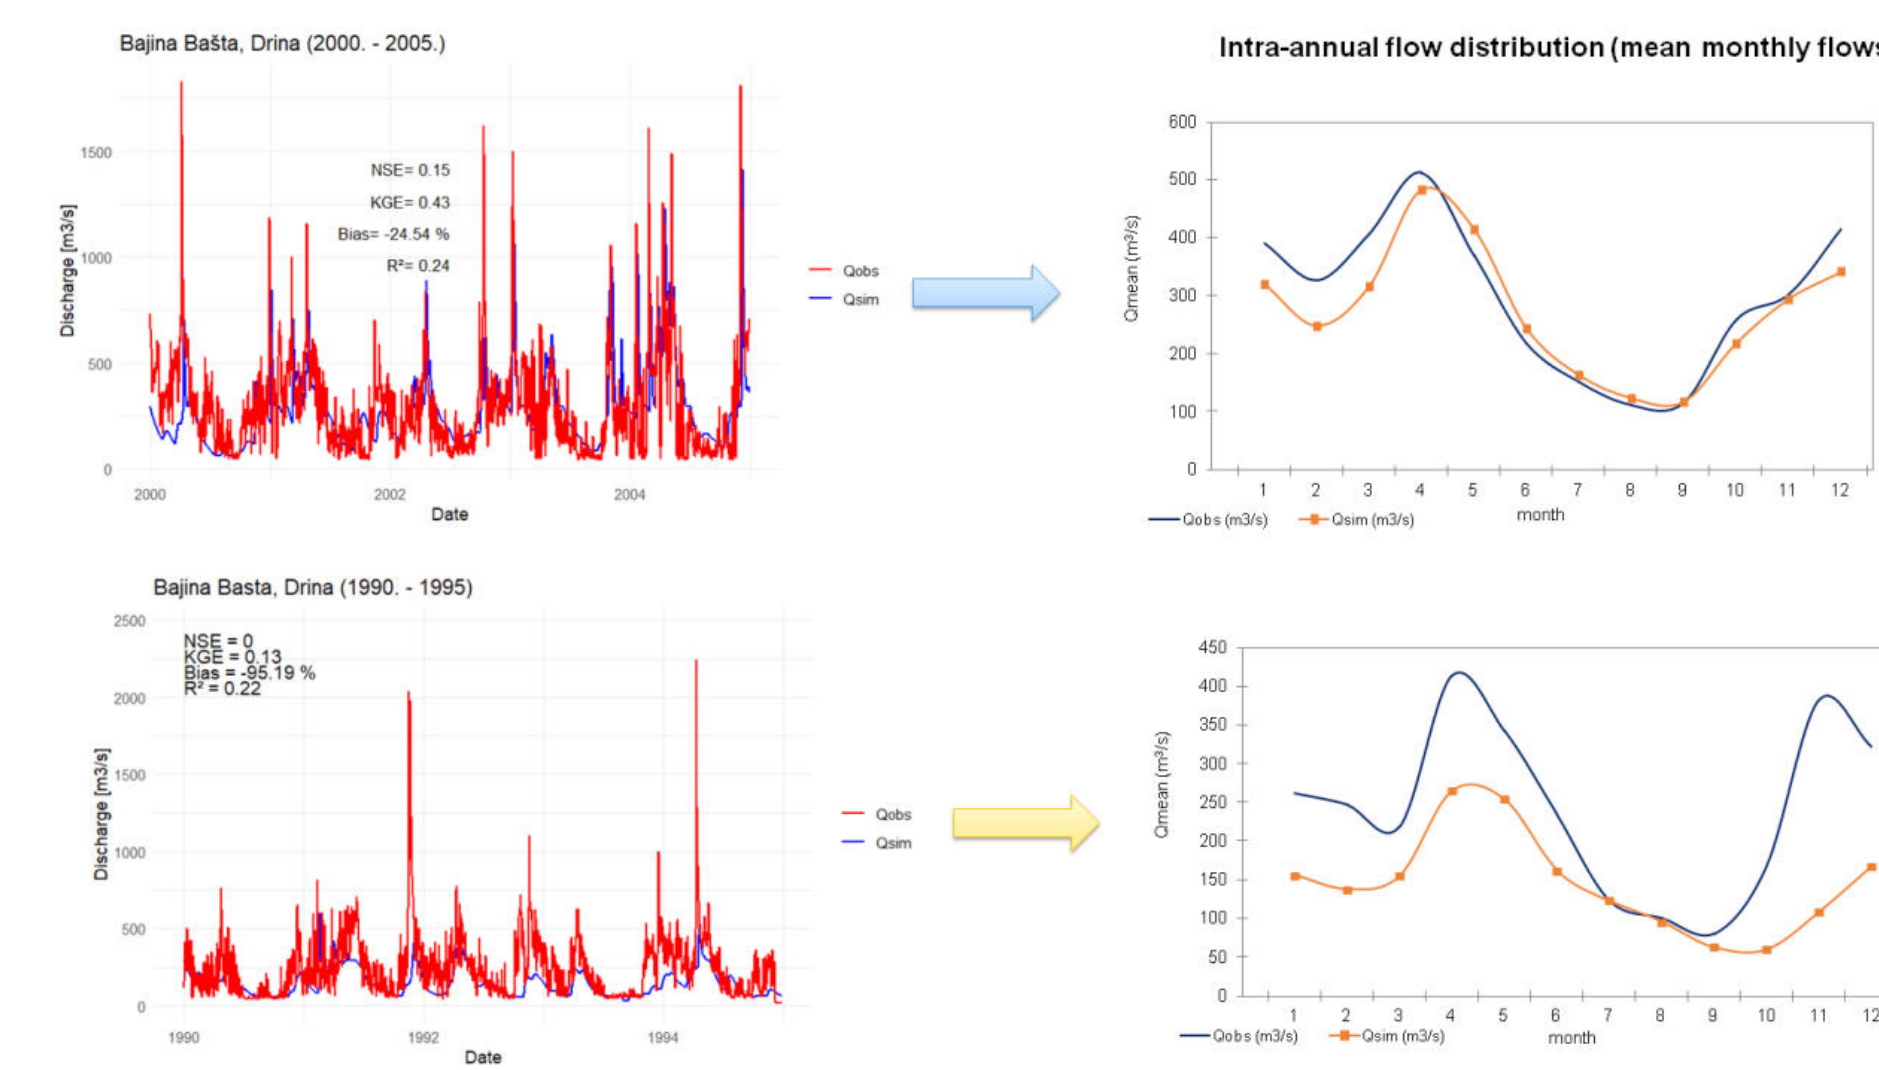 Bajina Bašta, Drina (2000. - 2005.)
Discharge [m3/s]
1500
1000
500
0
NSE= 0.15
KGE= 0.43
Bias= -24.54 %
R²= 0.24
2000 2002 2004
Date
Qobs
Qsim
Intra-annual flow distribution (mean monthly flows
Qmean (m³/s)
600
500
400
300
200
100
0
1 2 3 4 5 6 7 8 9 10 11 12
month
Qobs (m3/s) Qsim (m3/s)
Bajina Basta, Drina (1990. - 1995)
Discharge [m3/s]
2500
2000
1500
1000
500
0
NSE = 0
KGE = 0.13
Bias = -95.19 %
R² = 0.22
1990 1992 1994
Date
Qobs
Qsim
Qmean (m³/s)
450
400
350
300
250
200
150
100
50
0
1 2 3 4 5 6 7 8 9 10 11 12
month
Qobs (m3/s) Qsim (m3/s)